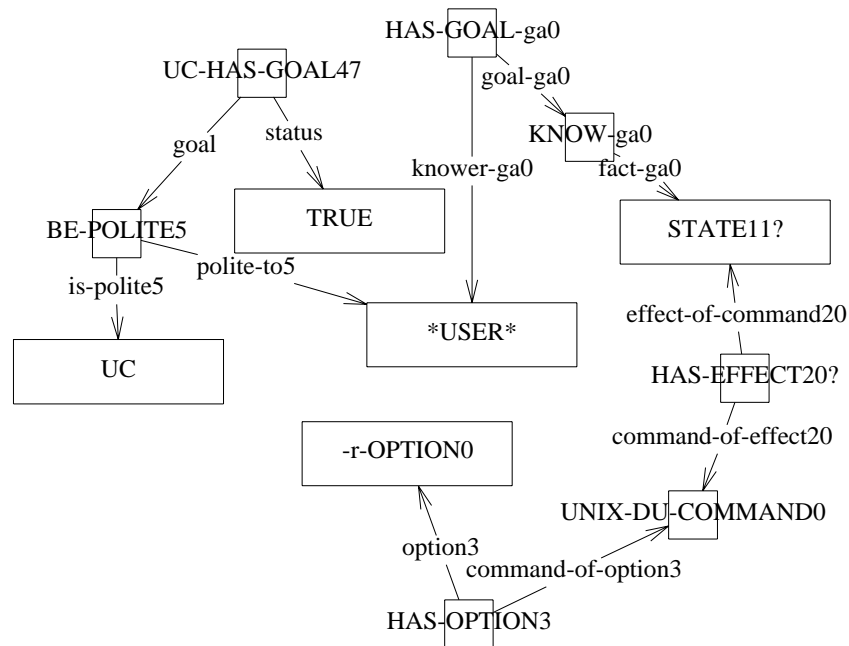 HAS-GOAL-ga0
UC-HAS-GOAL47
goal-ga0
KNOW-ga0
goal
status
knower-ga0
fact-ga0
BE-POLITE5
TRUE
STATE11?
polite-to5
is-polite5
effect-of-command20
*USER*
UC
HAS-EFFECT20?
command-of-effect20
-r-OPTION0
UNIX-DU-COMMAND0
option3
command-of-option3
HAS-OPTION3